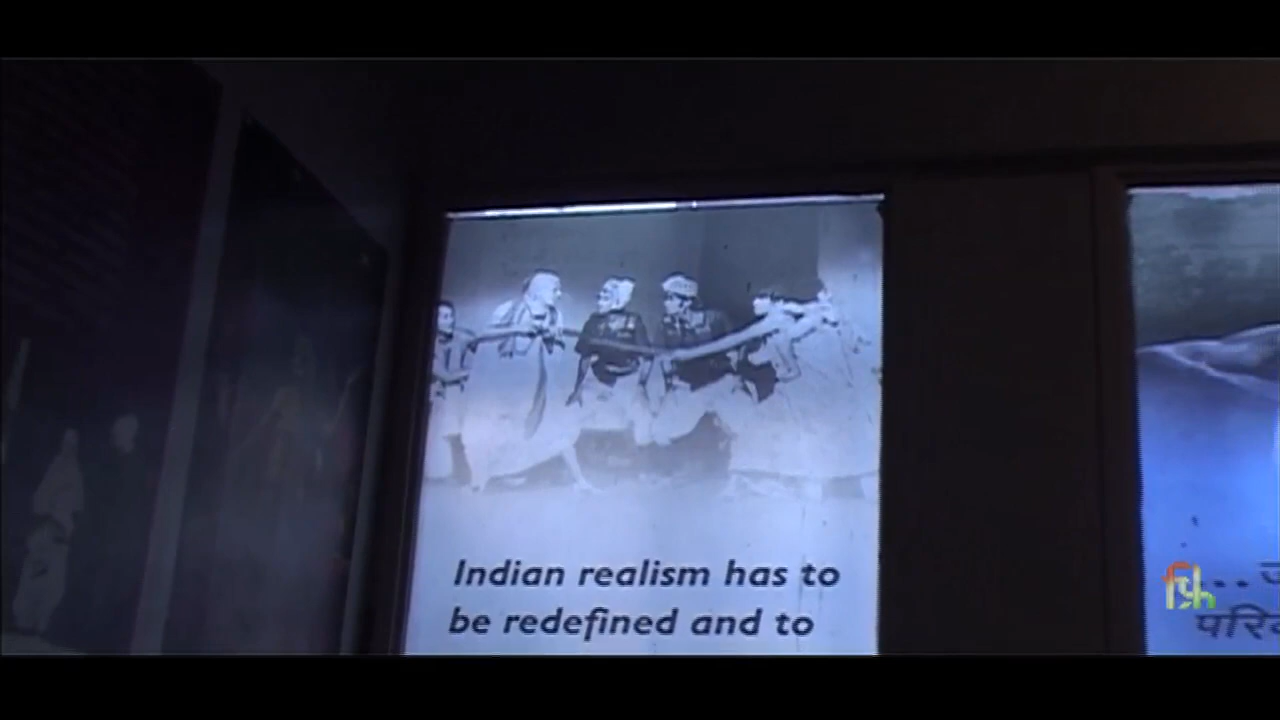 Indian realism has to
be redefined and to